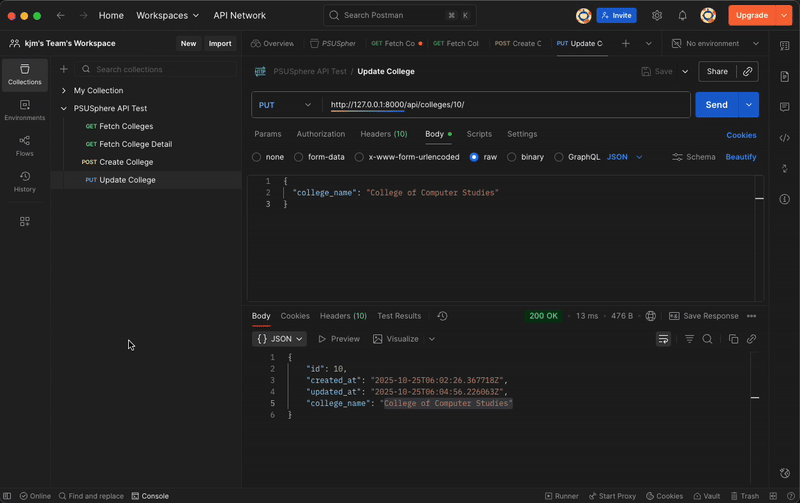 Home Workspaces API Network Search Postman ⌘ K Invite Upgrade
kjm's Team's Workspace New Import Overview PSUSpher GET Fetch Co GET Fetch Col POST Create C PUT Update C No environment
Collections
Environments
Flows
History
Search collections
My Collection
PSUSphere API Test
GET Fetch Colleges
GET Fetch College Detail
POST Create College
PUT Update College
PSUSphere API Test / Update College Save Share
PUT http://127.0.0.1:8000/api/colleges/10/ Send
Params Authorization Headers (10) Body Scripts Settings Cookies
none form-data x-www-form-urlencoded raw binary GraphQL JSON Schema Beautify
1 {
2 "college_name": "College of Computer Studies"
3 }
Body Cookies Headers (10) Test Results 200 OK 13 ms 476 B Save Response
{} JSON Preview Visualize
1 {
2 "id": 10,
3 "created_at": "2025-10-25T06:02:26.367718Z",
4 "updated_at": "2025-10-25T06:04:56.226063Z",
5 "college_name": "College of Computer Studies"
6 }
Online Find and replace Console Runner Start Proxy Cookies Vault Trash